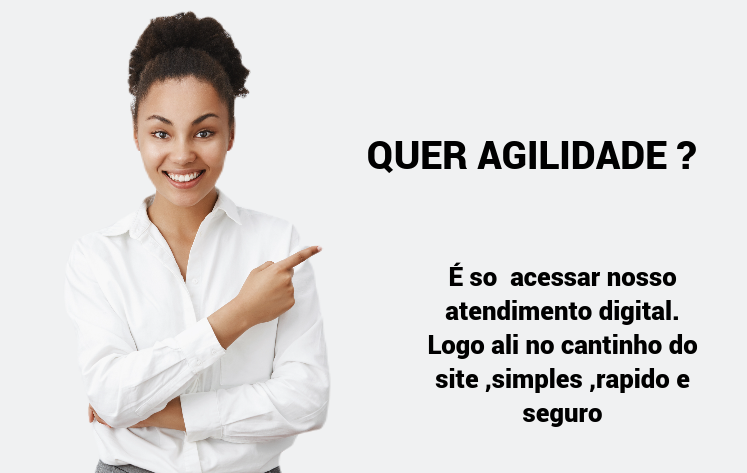 QUER AGILIDADE ?
É so  acessar nosso
atendimento digital.
Logo ali no cantinho do
site ,simples ,rapido e
seguro